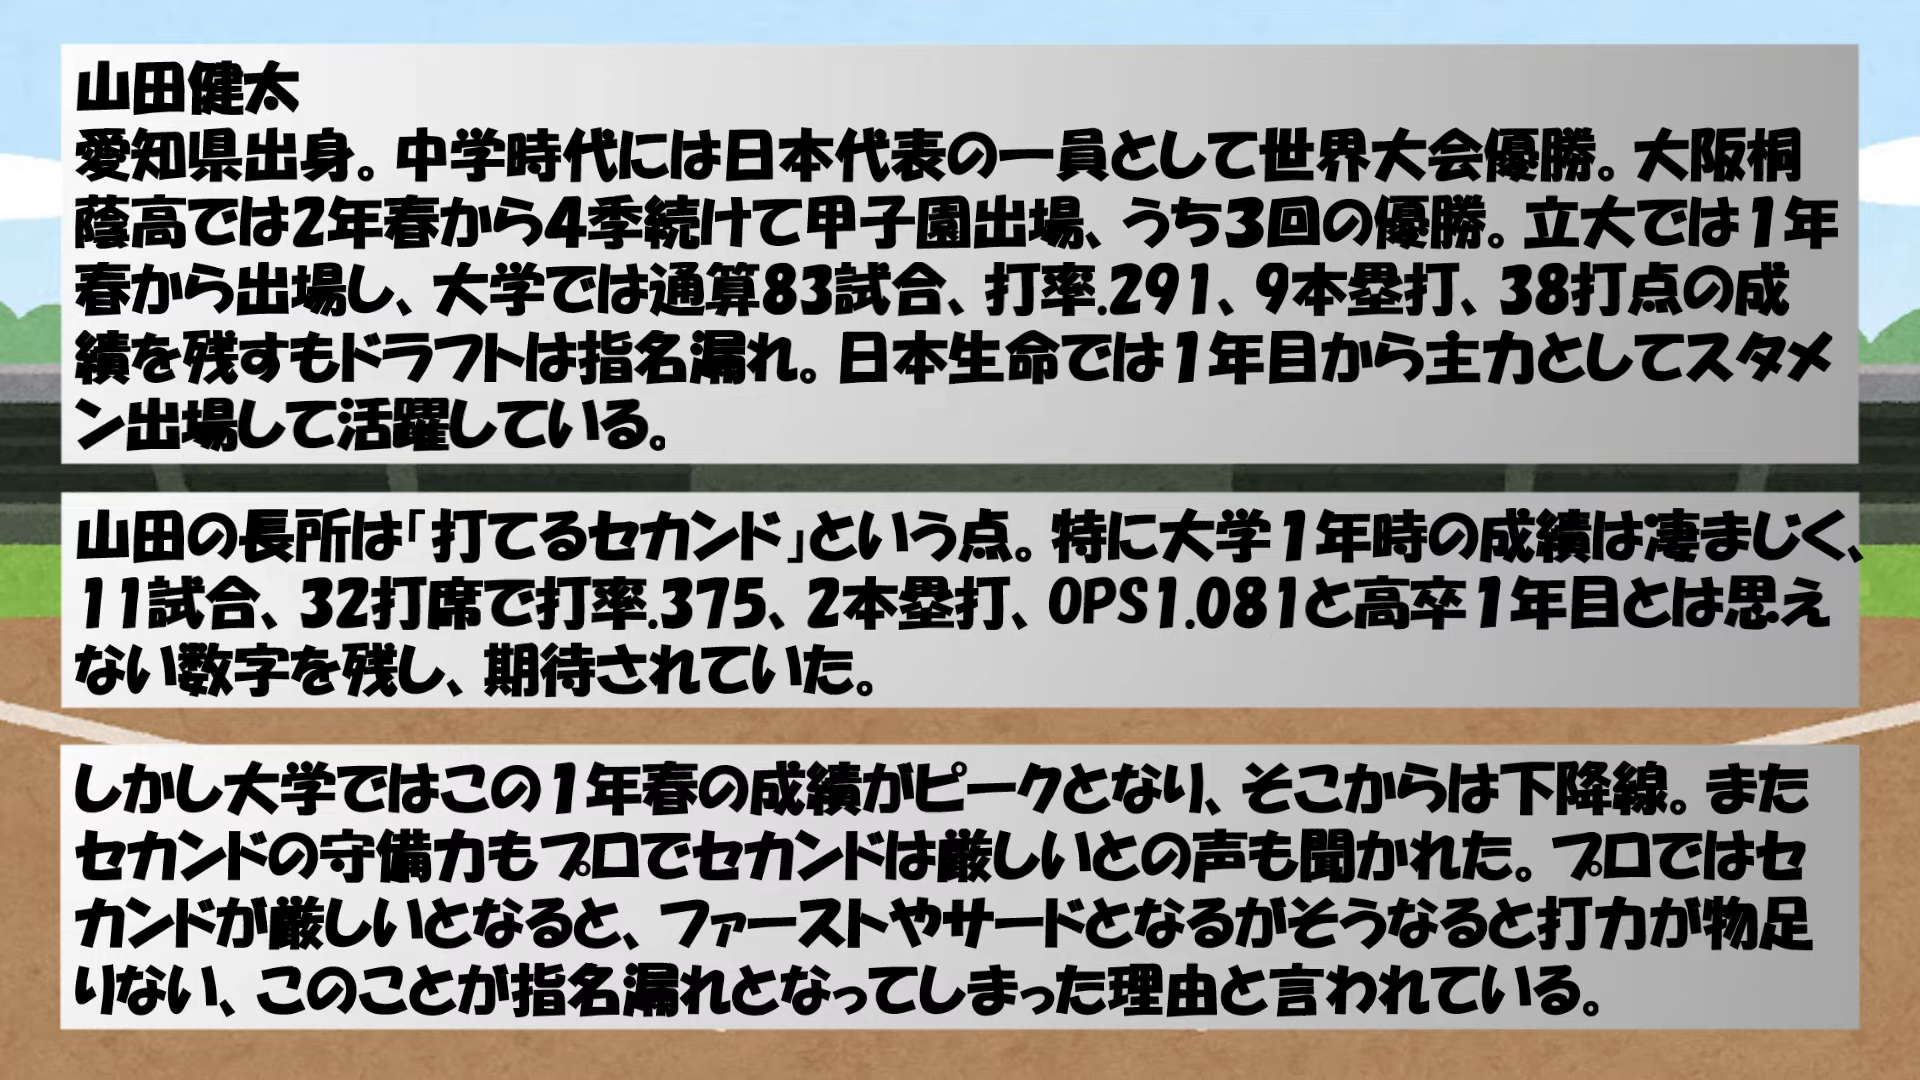 山田健太
愛知県出身。中学時代には日本代表の一員として世界大会優勝。大阪桐
蔭高では2年春から4季続けて甲子園出場、うち3回の優勝。立大では1年
春から出場し、大学では通算83試合、打率.291、9本塁打、38打点の成
績を残すもドラフトは指名漏れ。日本生命では1年目から主力としてスタメ
ン出場して活躍している。
山田の長所は「打てるセカンド」という点。特に大学1年時の成績は凄まじく、
11試合、32打席で打率.375、2本塁打、OPS1.081と高卒1年目とは思え
ない数字を残し、期待されていた。
しかし大学ではこの1年春の成績がピークとなり、そこからは下降線。また
セカンドの守備力もプロでセカンドは厳しいとの声も聞かれた。プロではセ
カンドが厳しいとなると、ファーストやサードとなるがそうなると打力が物足
りない、このことが指名漏れとなってしまった理由と言われている。